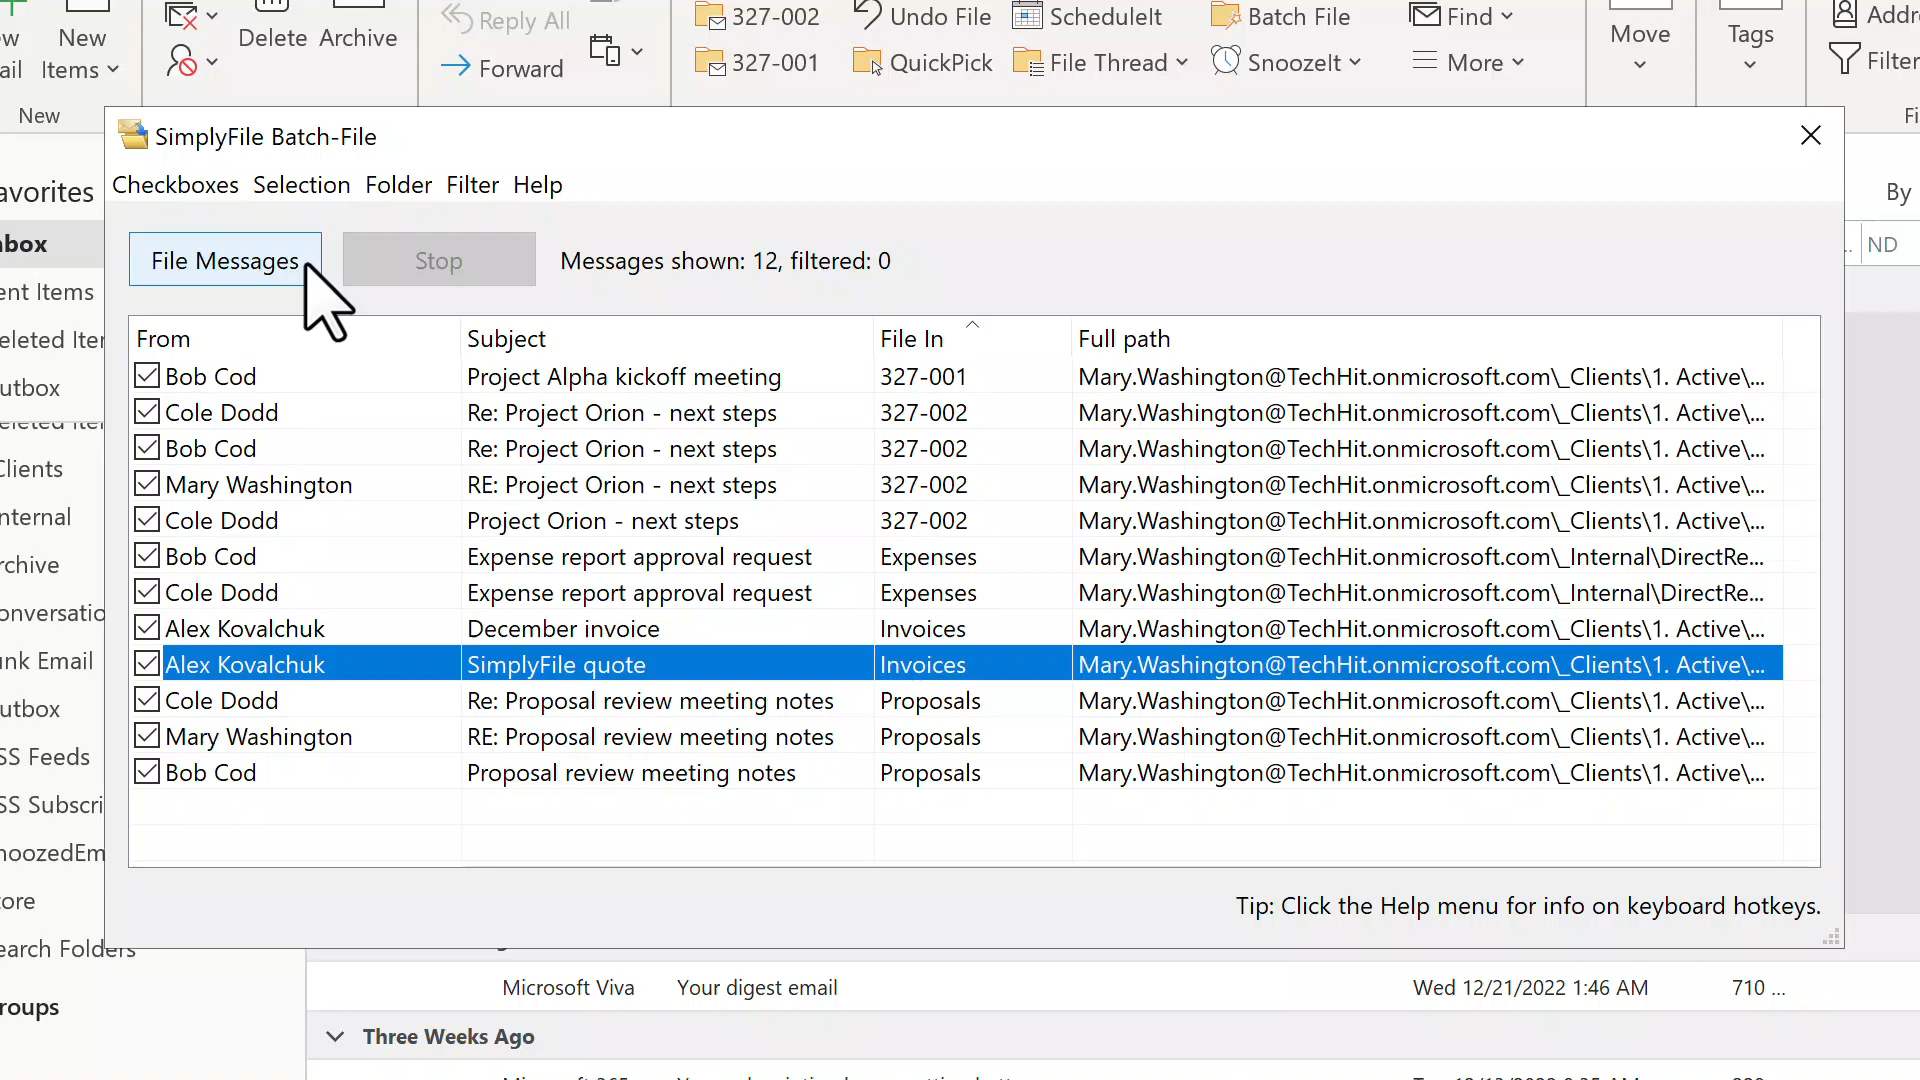 327-002 Undo File ScheduleIt Batch File Find
New Delete Archive Reply All Move Tags
Items Forward 327-001 QuickPick File Thread SnoozeIt More Filter
New
SimplyFile Batch-File
Checkboxes Selection Folder Filter Help
avorites By
File Messages Stop Messages shown: 12, filtered: 0
box ND
ent Items
eleted Iter
utbox
Clients
nternal
rchive
onversatio
nk Email
utbox
SS Feeds
SS Subscri
noozedEm
ore
earch Folders
roups
From Subject File In Full path
Bob Cod Project Alpha kickoff meeting 327-001 Mary.Washington@TechHit.onmicrosoft.com\_Clients\1. Active\...
Cole Dodd Re: Project Orion - next steps 327-002 Mary.Washington@TechHit.onmicrosoft.com\_Clients\1. Active\...
Bob Cod Re: Project Orion - next steps 327-002 Mary.Washington@TechHit.onmicrosoft.com\_Clients\1. Active\...
Mary Washington RE: Project Orion - next steps 327-002 Mary.Washington@TechHit.onmicrosoft.com\_Clients\1. Active\...
Cole Dodd Project Orion - next steps 327-002 Mary.Washington@TechHit.onmicrosoft.com\_Clients\1. Active\...
Bob Cod Expense report approval request Expenses Mary.Washington@TechHit.onmicrosoft.com\_Internal\DirectRe...
Cole Dodd Expense report approval request Expenses Mary.Washington@TechHit.onmicrosoft.com\_Internal\DirectRe...
Alex Kovalchuk December invoice Invoices Mary.Washington@TechHit.onmicrosoft.com\_Clients\1. Active\...
Alex Kovalchuk SimplyFile quote Invoices Mary.Washington@TechHit.onmicrosoft.com\_Clients\1. Active\...
Cole Dodd Re: Proposal review meeting notes Proposals Mary.Washington@TechHit.onmicrosoft.com\_Clients\1. Active\...
Mary Washington RE: Proposal review meeting notes Proposals Mary.Washington@TechHit.onmicrosoft.com\_Clients\1. Active\...
Bob Cod Proposal review meeting notes Proposals Mary.Washington@TechHit.onmicrosoft.com\_Clients\1. Active\...
Tip: Click the Help menu for info on keyboard hotkeys.
Microsoft Viva Your digest email Wed 12/21/2022 1:46 AM 710 ...
Three Weeks Ago